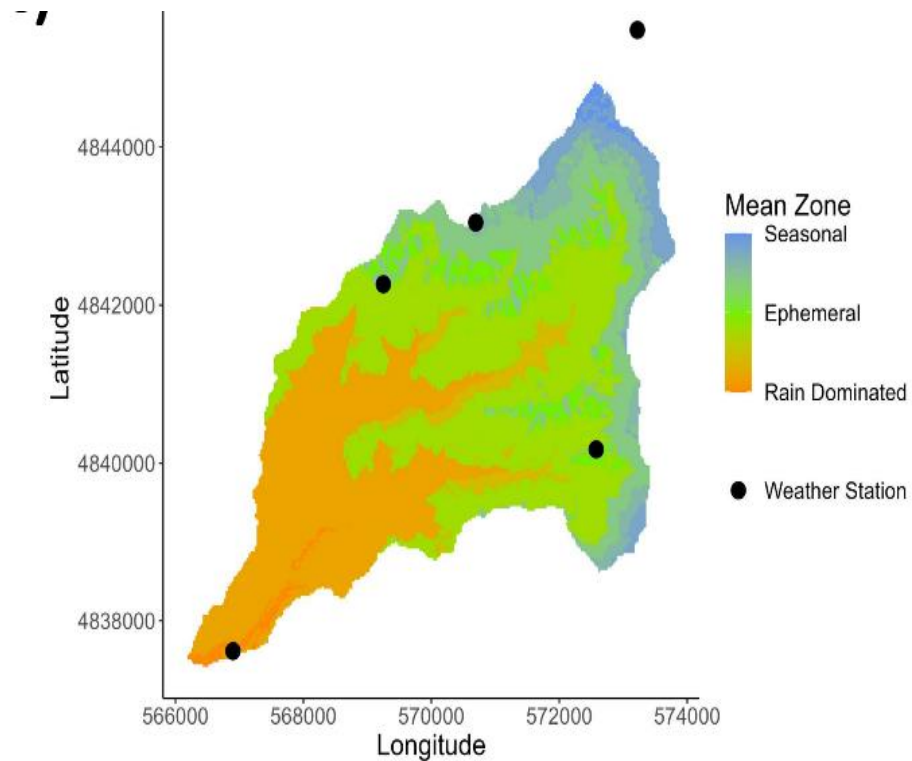 4844000
4842000
4840000
4838000
Latitude
566000 568000 570000 572000 574000
Longitude
Mean Zone
Seasonal
Ephemeral
Rain Dominated
Weather Station